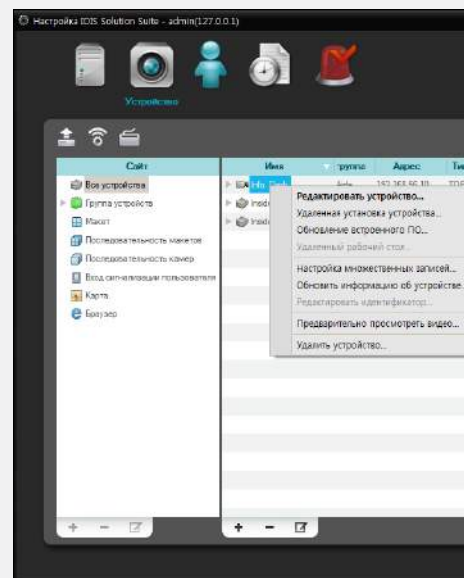 Настройка IDIS Solution Suite - admin(127.0.0.1)
Устройство
Сайт
Все устройства
Группа устройств
Макет
Последовательность макетов
Последовательность камер
Вход сигнализации пользователя
Карта
Браузер
Имя группа Адрес
Редактировать устройство...
Удаленная установка устройства...
Обновление встроенного ПО...
Удаленный рабочий стол...
Настройка множественных записей...
Обновить информацию об устройстве.
Редактировать идентификатор...
Предварительно просмотреть видео...
Удалить устройство...